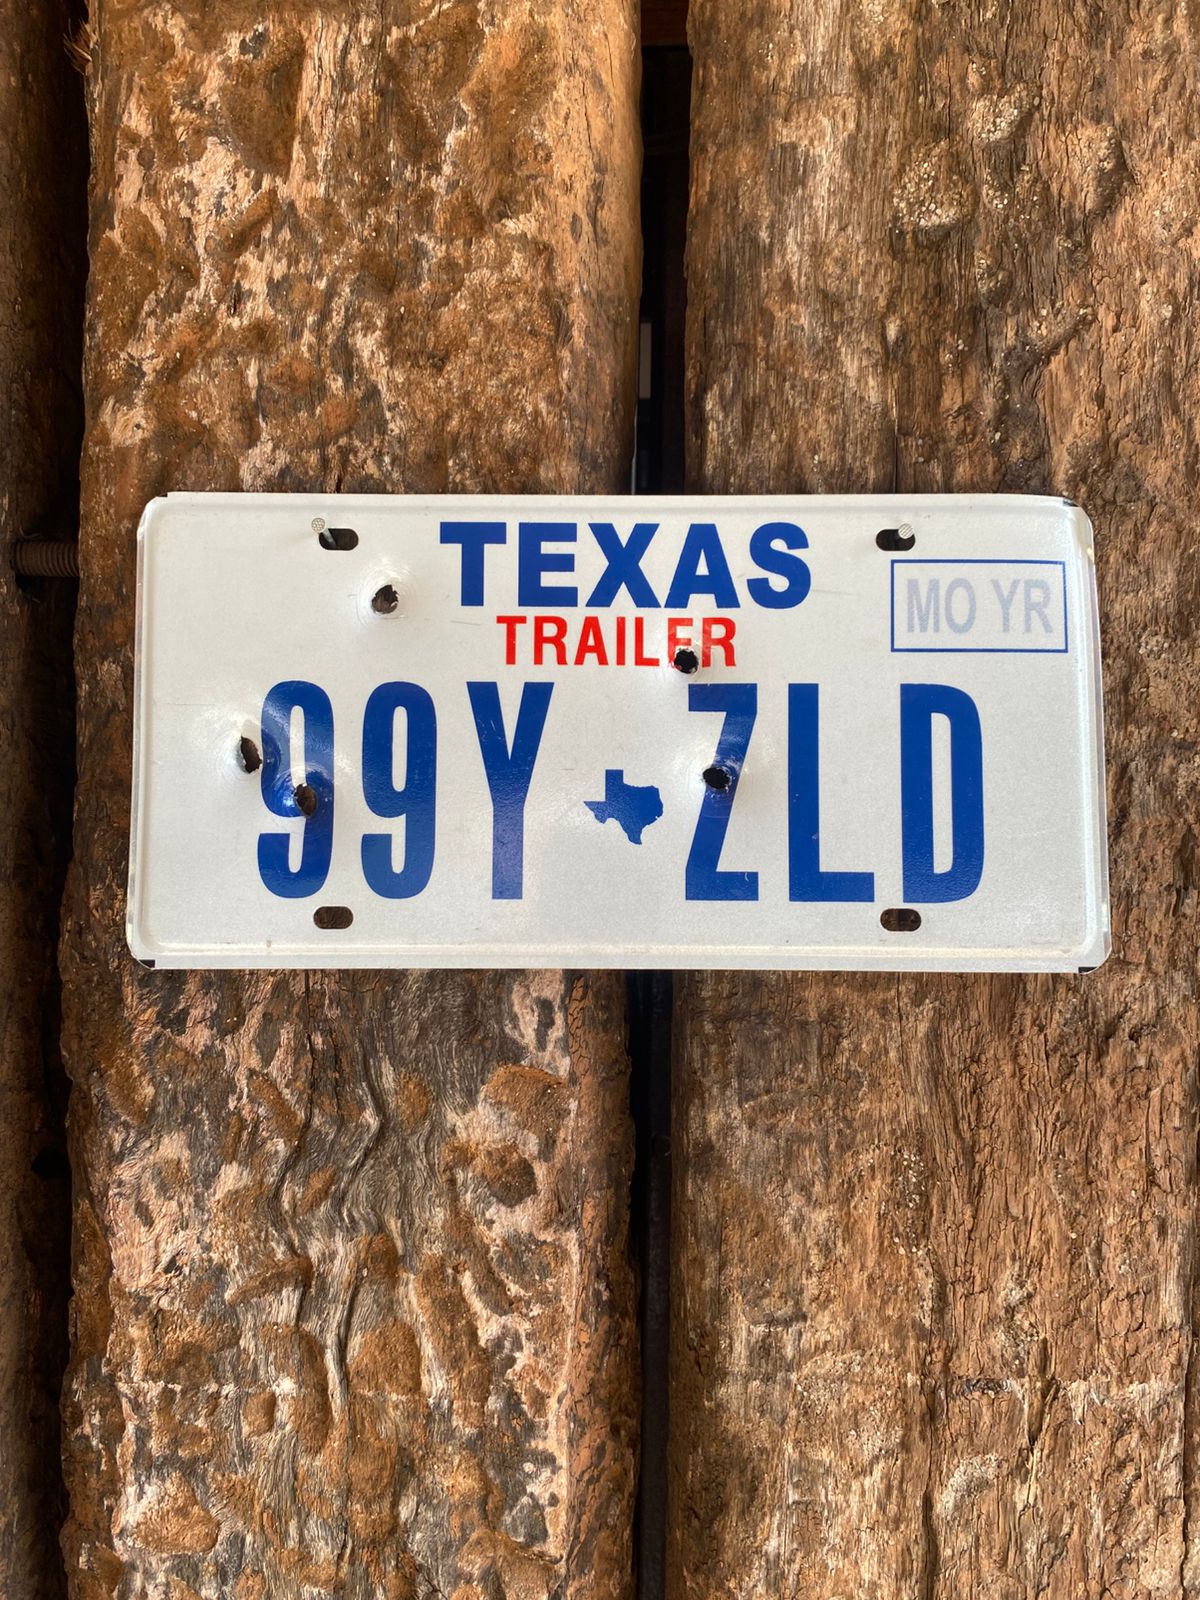 TEXAS
TRAILER
MO YR
99Y ZLD